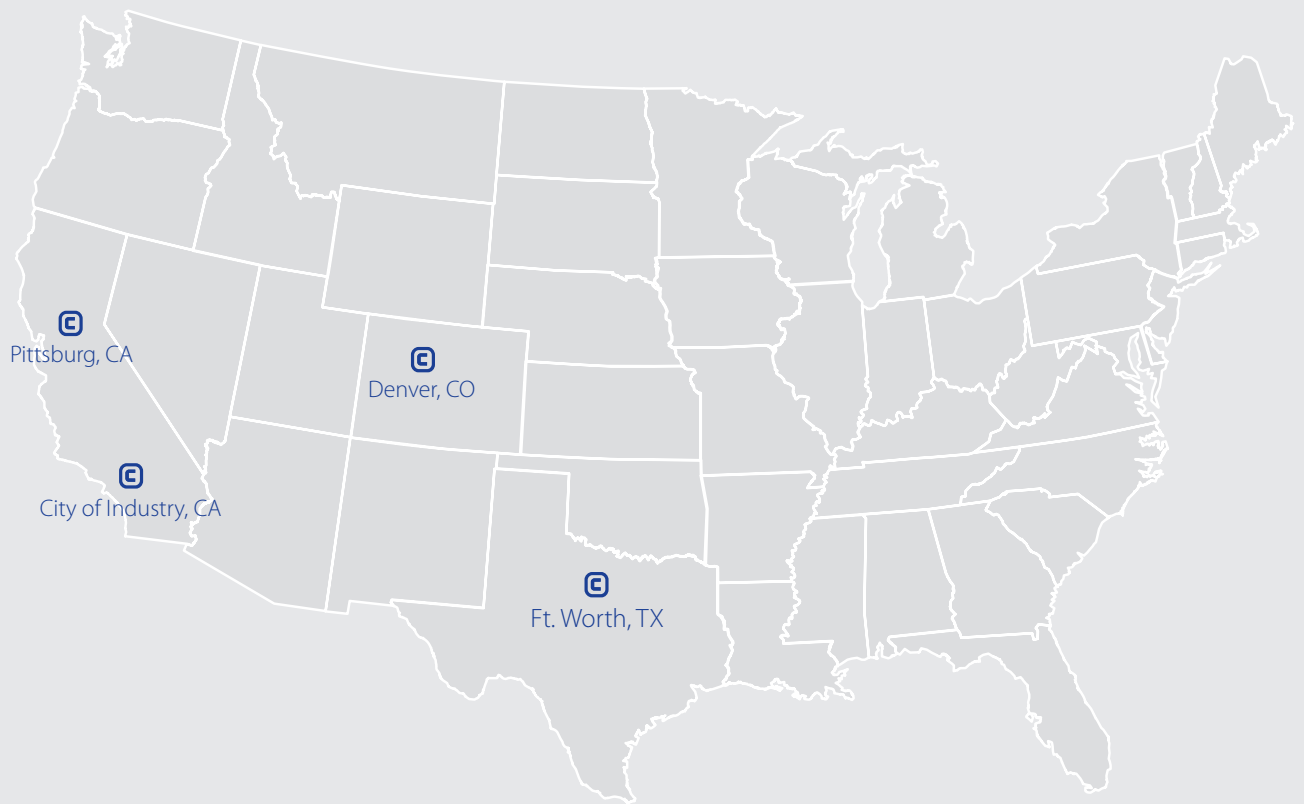 Pittsburg, CA
Denver, CO
City of Industry, CA
Ft. Worth, TX